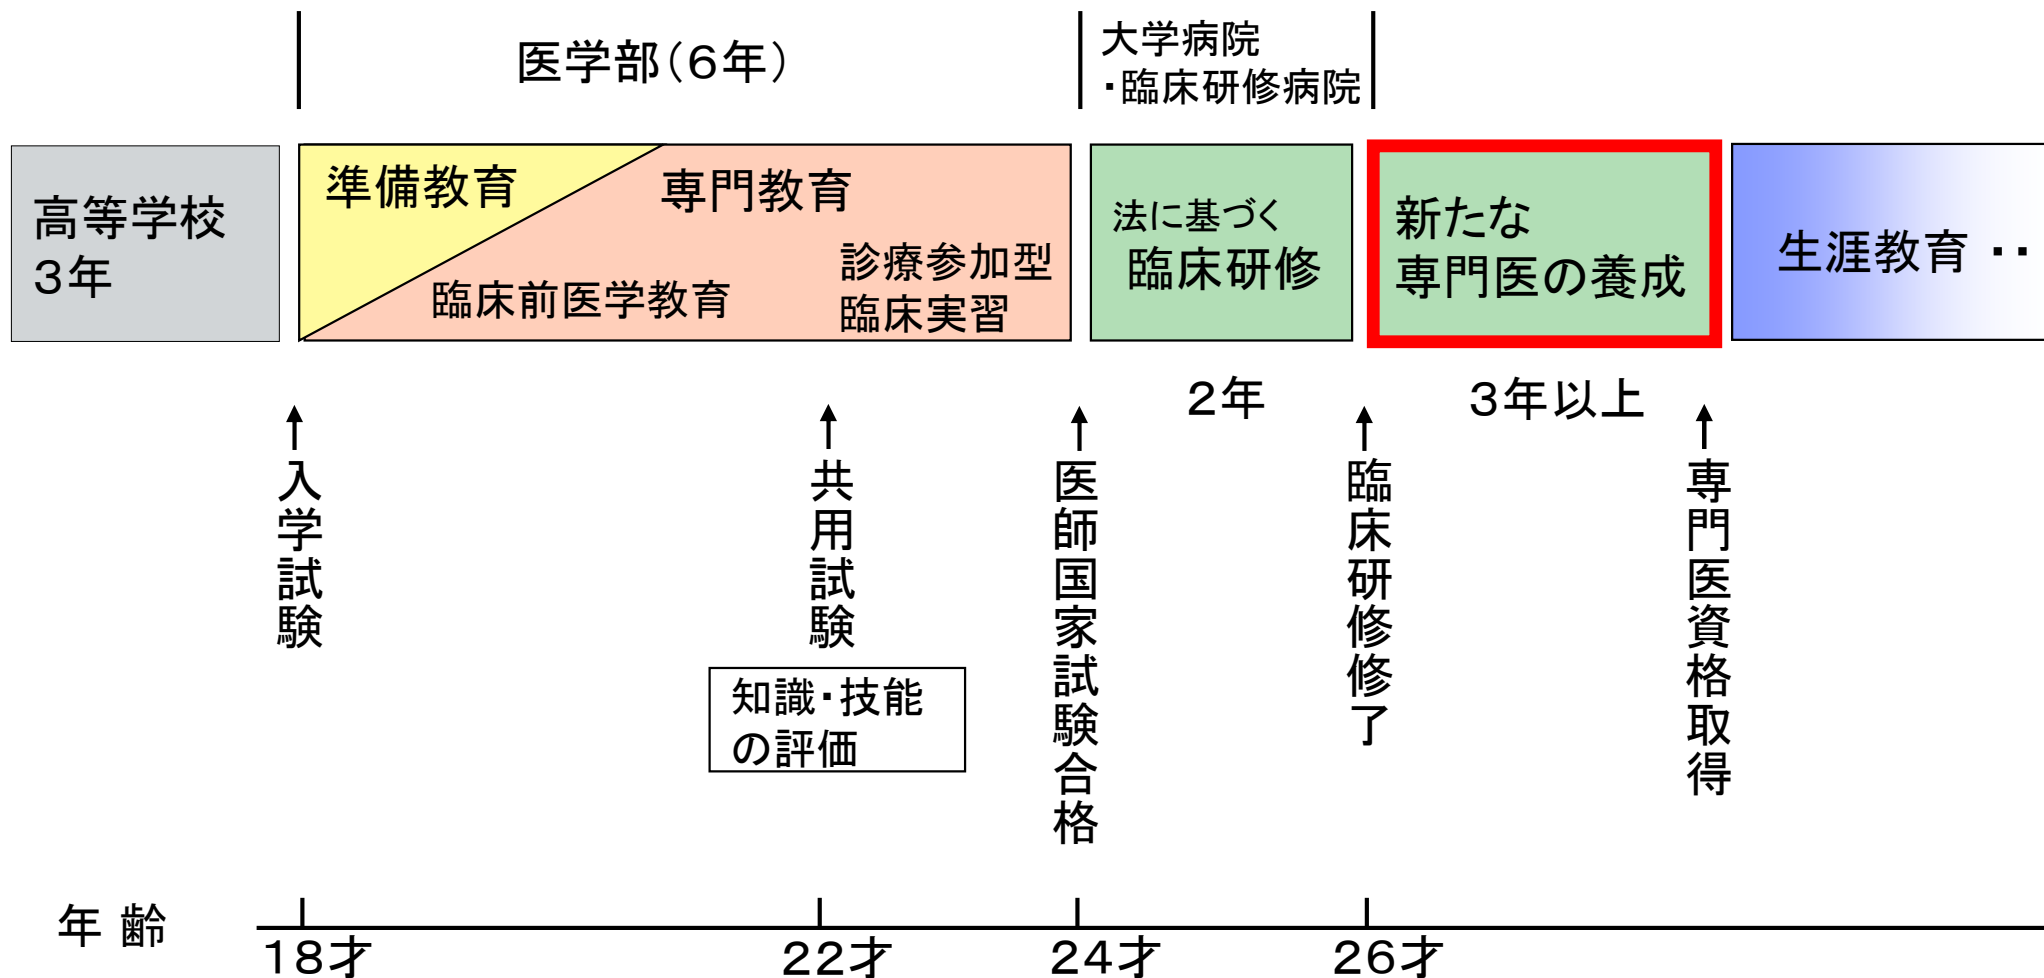 医学部(6年)
大学病院
・臨床研修病院
高等学校
3年
準備教育
専門教育
臨床前医学教育
診療参加型
臨床実習
法に基づく
臨床研修
新たな
専門医の養成
生涯教育 ・・
2年
3年以上
入学試験
共用試験
知識・技能
の評価
医師国家試験合格
臨床研修修了
専門医資格取得
年 齢
18才
22才
24才
26才